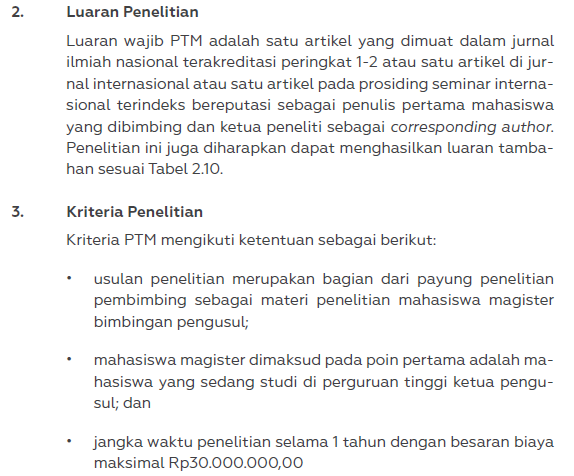 2. Luaran Penelitian
Luaran wajib PTM adalah satu artikel yang dimuat dalam jurnal
ilmiah nasional terakreditasi peringkat 1-2 atau satu artikel di jur-
nal internasional atau satu artikel pada prosiding seminar interna-
sional terindeks bereputasi sebagai penulis pertama mahasiswa
yang dibimbing dan ketua peneliti sebagai corresponding author.
Penelitian ini juga diharapkan dapat menghasilkan luaran tamba-
han sesuai Tabel 2.10.
3. Kriteria Penelitian
Kriteria PTM mengikuti ketentuan sebagai berikut:
• usulan penelitian merupakan bagian dari payung penelitian
pembimbing sebagai materi penelitian mahasiswa magister
bimbingan pengusul;
• mahasiswa magister dimaksud pada poin pertama adalah ma-
hasiswa yang sedang studi di perguruan tinggi ketua pengu-
sul; dan
• jangka waktu penelitian selama 1 tahun dengan besaran biaya
maksimal Rp30.000.000,00